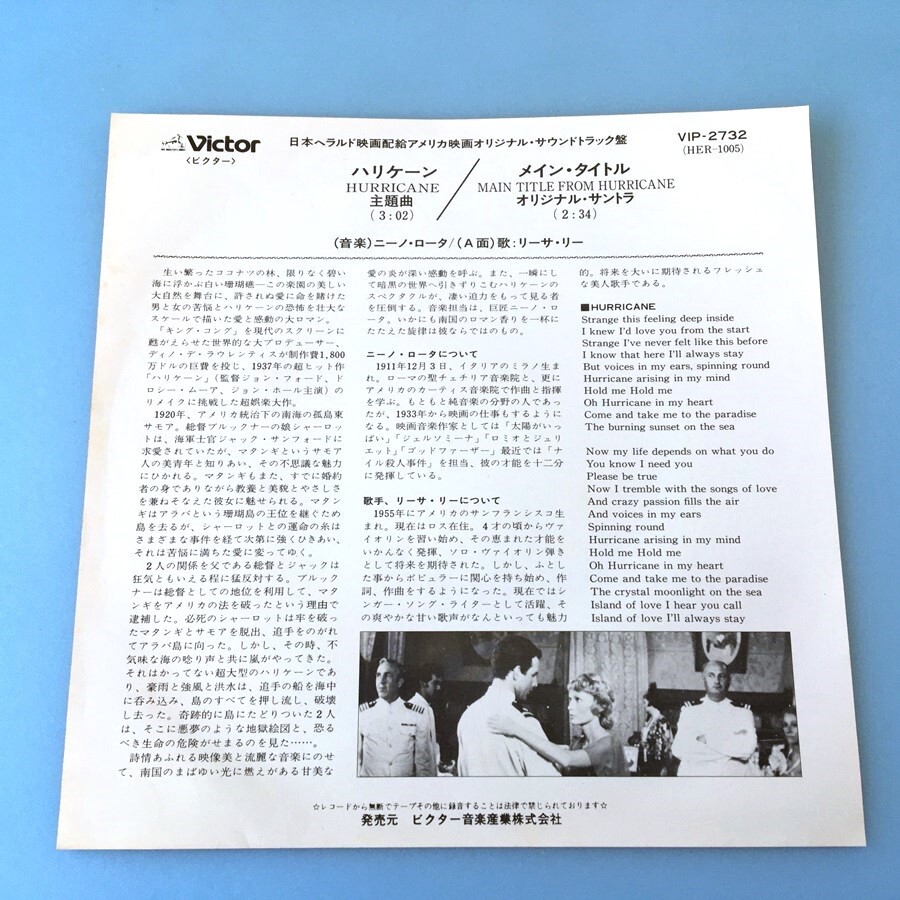 Victor
〈ビクター〉
日本ヘラルド映画配給アメリカ映画オリジナル・サウンドトラック盤
VIP-2732
(HER-1005)
ハリケーン
HURRICANE
主題曲
(3:02)
メイン・タイトル
MAIN TITLE FROM HURRICANE
オリジナル・サントラ
(2:34)
(音楽)ニーノ・ロータ/(A面)歌:リーサ・リー
生い繁ったココナツの林、限りなく碧い
海に浮かぶ白い珊瑚礁―この楽園の美しい
大自然を舞台に、許されぬ愛に命を賭けた
男と女の苦悩とハリケーンの恐怖を壮大な
スケールで描いた愛と感動の大ロマン。
「キング・コング」を現代のスクリーンに
甦がえらせた世界的な大プロデューサー、
ディノ・デ・ラウレンティスが制作費1,800
万ドルの巨費を投じ、1937年の超ヒット作
「ハリケーン」(監督ジョン・フォード、ド
ロシー・ムーア、ジョン・ホール主演)の
リメイクに挑戦した超娯楽大作。
1920年、アメリカ統治下の南海の孤島東
サモア。総督ブルックナーの娘シャーロッ
トは、海軍士官ジャック・サンフォードに
求愛されていたが、マタンギというサモア
人の美青年と知りあい、その不思議な魅力
にひかれる。マタンギもまた、すでに婚約
者の身でありながら教養と美貌とやさしさ
を兼ねそなえた彼女に魅せられる。マタン
ギはアラバという珊瑚島の王位を継ぐため
島を去るが、シャーロットとの運命の糸は
さまざまな事件を経て次第に強くひきあい、
それは苦悩に満ちた愛に変ってゆく。
2人の関係を父である総督とジャックは
狂気ともいえる程に猛反対する。ブルック
ナーは総督としての地位を利用して、マタ
ンギをアメリカの法を破ったという理由で
逮捕した。必死のシャーロットは牢を破っ
たマタンギとサモアを脱出、追手をのがれ
てアラバ島に向った。しかし、その時、不
気味な海の唸り声と共に嵐がやってきた。
それはかってない超大型のハリケーンであ
り、豪雨と強風と洪水は、追手の船を海中
に呑み込み、島のすべてを押し流し、破壊
し去った。奇跡的に島にたどりついた2人
は、そこに悪夢のような地獄絵図と、恐る
べき生命の危険がせまるのを見た……。
詩情あふれる映像美と流麗な音楽にのせ
て、南国のまばゆい光に燃えがある甘美な
愛の炎が深い感動を呼ぶ。また、一瞬にし
て暗黒の世界へ引きずりこむハリケーンの
スペクタクルが、凄い迫力をもって見る者
を圧倒する。音楽担当は、巨匠ニーノ・ロ
ータ。いかにも南国のロマン香りを一杯に
たたえた旋律は彼ならではのもの。
ニーノ・ロータについて
1911年12月3日、イタリアのミラノ生ま
れ。ローマの聖チェチリア音楽院と、更に
アメリカのカーティス音楽院で作曲と指揮
を学ぶ。もともと純音楽の分野の人であっ
たが、1933年から映画の仕事もするように
なる。映画音楽作家としては「太陽がいっ
ぱい」「ジェルソミーナ」「ロミオとジュリ
エット」「ゴッドファーザー」最近では「ナ
イル殺人事件」を担当、彼の才能を十二分
に発揮している。
歌手、リーサ・リーについて
1955年にアメリカのサンフランシスコ生
まれ。現在はロス在住。4才の頃からヴァ
イオリンを習い始め、その恵まれた才能を
いかんなく発揮、ソロ・ヴァイオリン弾き
として将来を期待された。しかし、ふとし
た事からポピュラーに関心を持ち始め、作
詞、作曲をするようになった。現在ではシ
ンガー・ソング・ライターとして活躍、そ
の爽やかな甘い歌声がなんといっても魅力
的。将来を大いに期待されるフレッシュ
な美人歌手である。
■HURRICANE
Strange this feeling deep inside
I knew I'd love you from the start
Strange I've never felt like this before
I know that here I'll always stay
But voices in my ears, spinning round
Hurricane arising in my mind
Hold me Hold me
Oh Hurricane in my heart
Come and take me to the paradise
The burning sunset on the sea
Now my life depends on what you do
You know I need you
Please be true
Now I tremble with the songs of love
And crazy passion fills the air
And voices in my ears
Spinning round
Hurricane arising in my mind
Hold me Hold me
Oh Hurricane in my heart
Come and take me to the paradise
The crystal moonlight on the sea
Island of love I hear you call
Island of love I'll always stay
☆レコードから無断でテープその他に録音することは法律で禁じられております☆
発売元 ビクター音楽産業株式会社